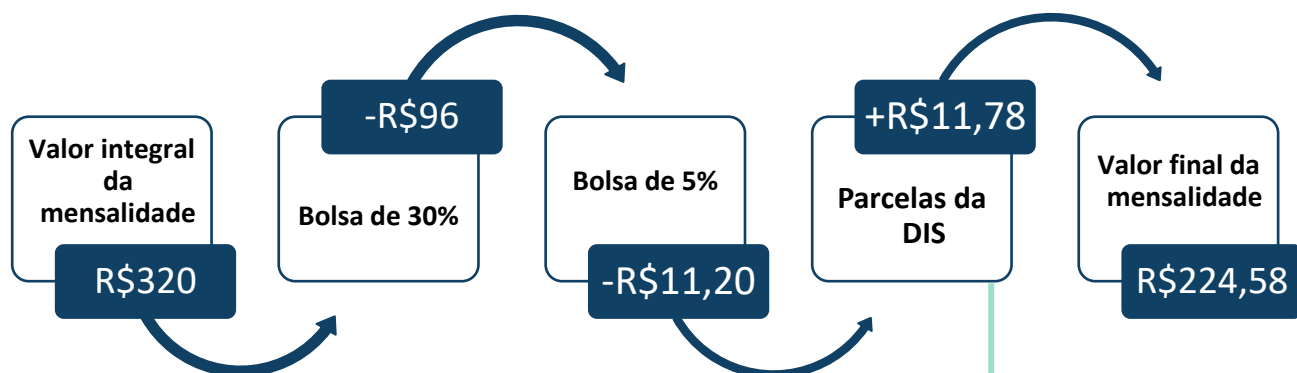 Valor integral
da
mensalidade
R$320
-R$96
Bolsa de 30%
Bolsa de 5%
-R$11,20
+R$11,78
Parcelas da
DIS
Valor final da
mensalidade
R$224,58